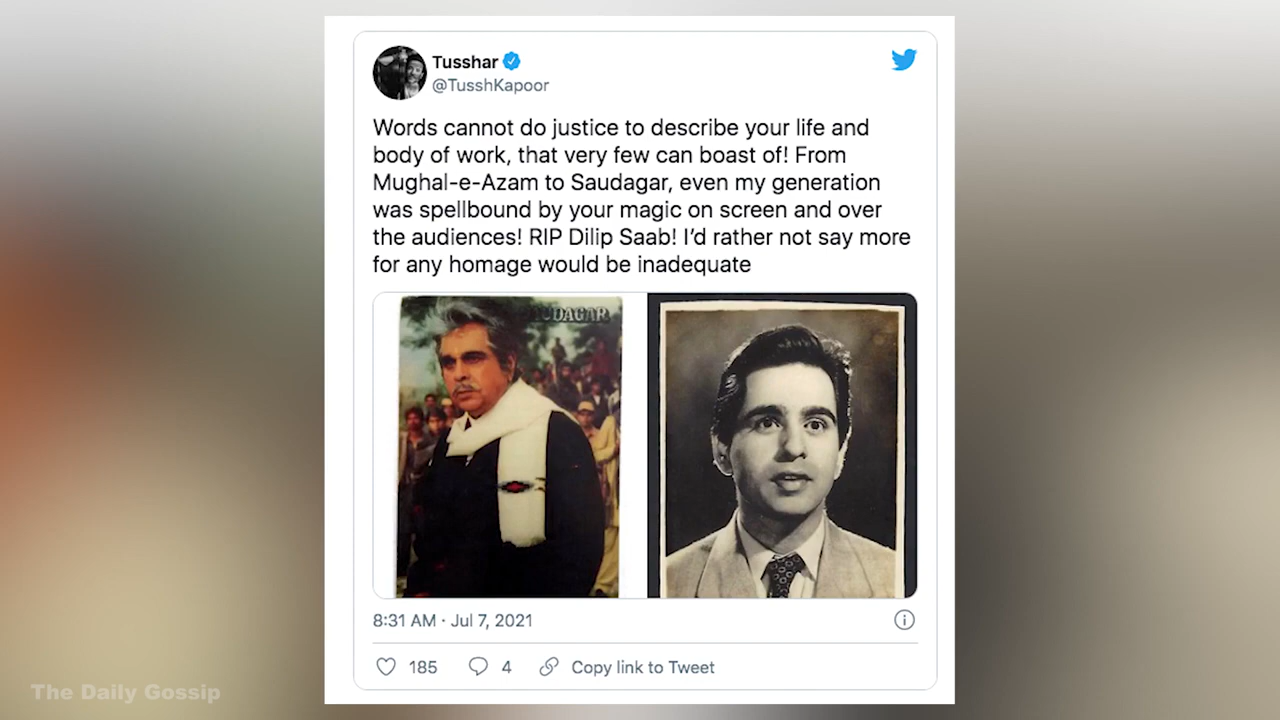 Tusshar
@TusshKapoor
Words cannot do justice to describe your life and
body of work, that very few can boast of! From
Mughal-e-Azam to Saudagar, even my generation
was spellbound by your magic on screen and over
the audiences! RIP Dilip Saab! I’d rather not say more
for any homage would be inadequate
UDAGAR
8:31 AM · Jul 7, 2021
185
4
Copy link to Tweet
The Daily Gossip